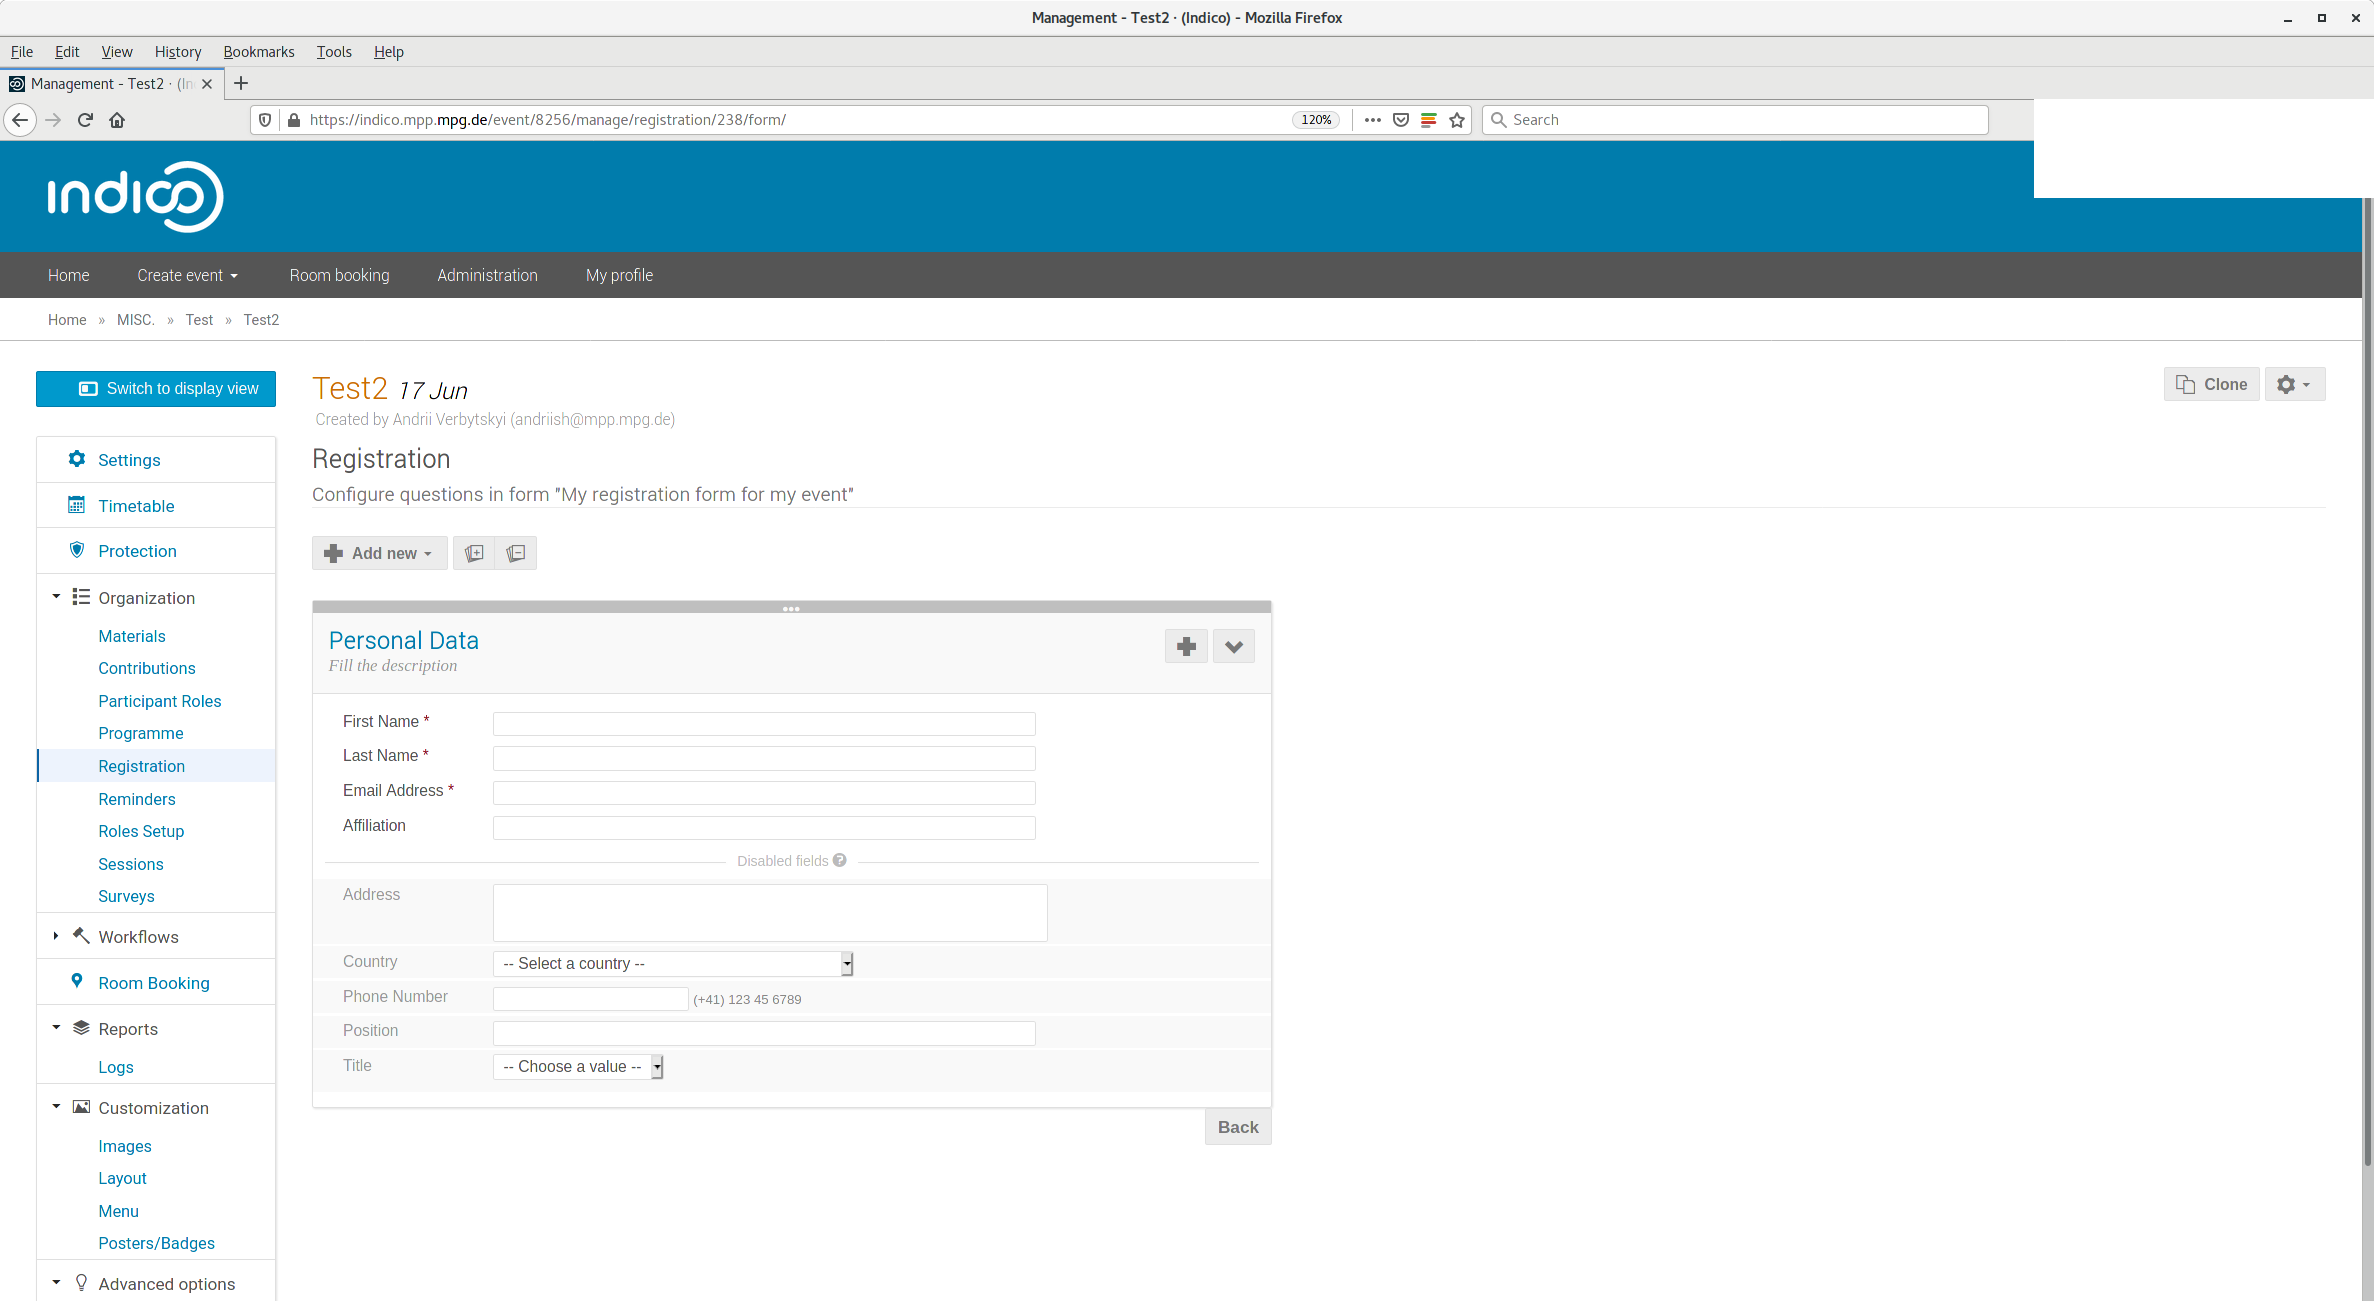 Management - Test2 · (Indico) - Mozilla Firefox
File Edit View History Bookmarks Tools Help
Management - Test2 · (In
https://indico.mpp.mpg.de/event/8256/manage/registration/238/form/ 120% Search
indico
Home Create event Room booking Administration My profile
Home » MISC. » Test » Test2
Switch to display view
Test2 17 Jun
Clone
Created by Andrii Verbytskyi (andriish@mpp.mpg.de)
Registration
Configure questions in form "My registration form for my event"
Add new
Settings
Timetable
Protection
Organization
Materials
Contributions
Participant Roles
Programme
Registration
Reminders
Roles Setup
Sessions
Surveys
Workflows
Room Booking
Reports
Logs
Customization
Images
Layout
Menu
Posters/Badges
Advanced options
Personal Data
Fill the description
First Name *
Last Name *
Email Address *
Affiliation
Disabled fields ?
Address
Country -- Select a country --
Phone Number (+41) 123 45 6789
Position
Title -- Choose a value --
Back